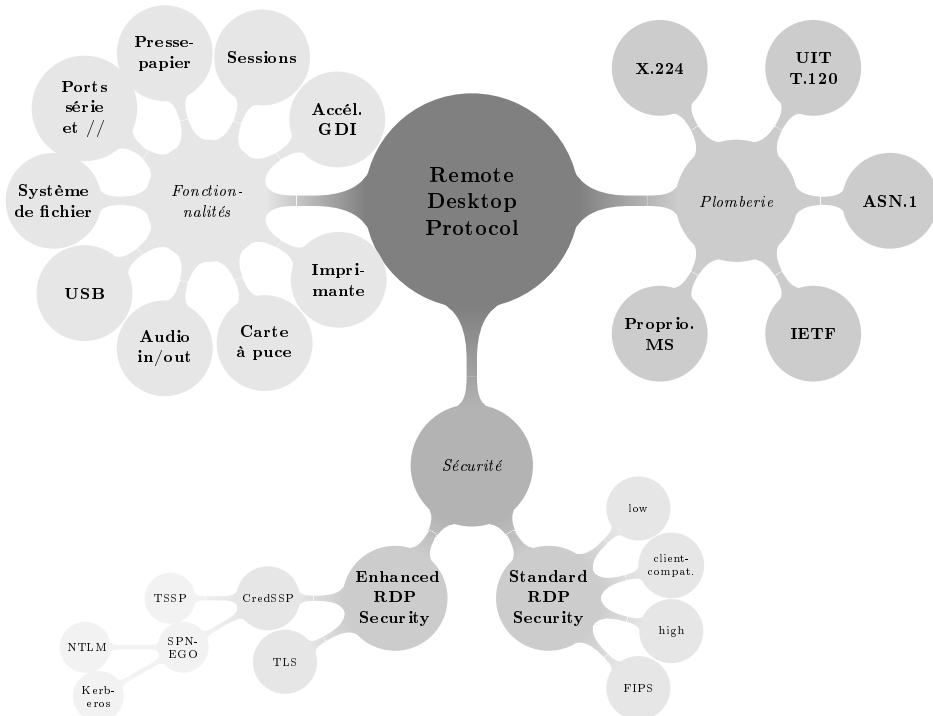 Remote
Desktop
Protocol
Fonction-
nalités
Accél.
GDI
Sessions
Presse-
papier
Ports
série
et //
Système
de fichier
USB
Audio
in/out
Carte
à puce
Impri-
mante
Plomberie
X.224
UIT
T.120
ASN.1
IETF
Proprio.
MS
Sécurité
Enhanced
RDP
Security
CredSSP
TSSP
SPN-
EGO
NTLM
Kerb-
eros
TLS
Standard
RDP
Security
low
client-
compat.
high
FIPS